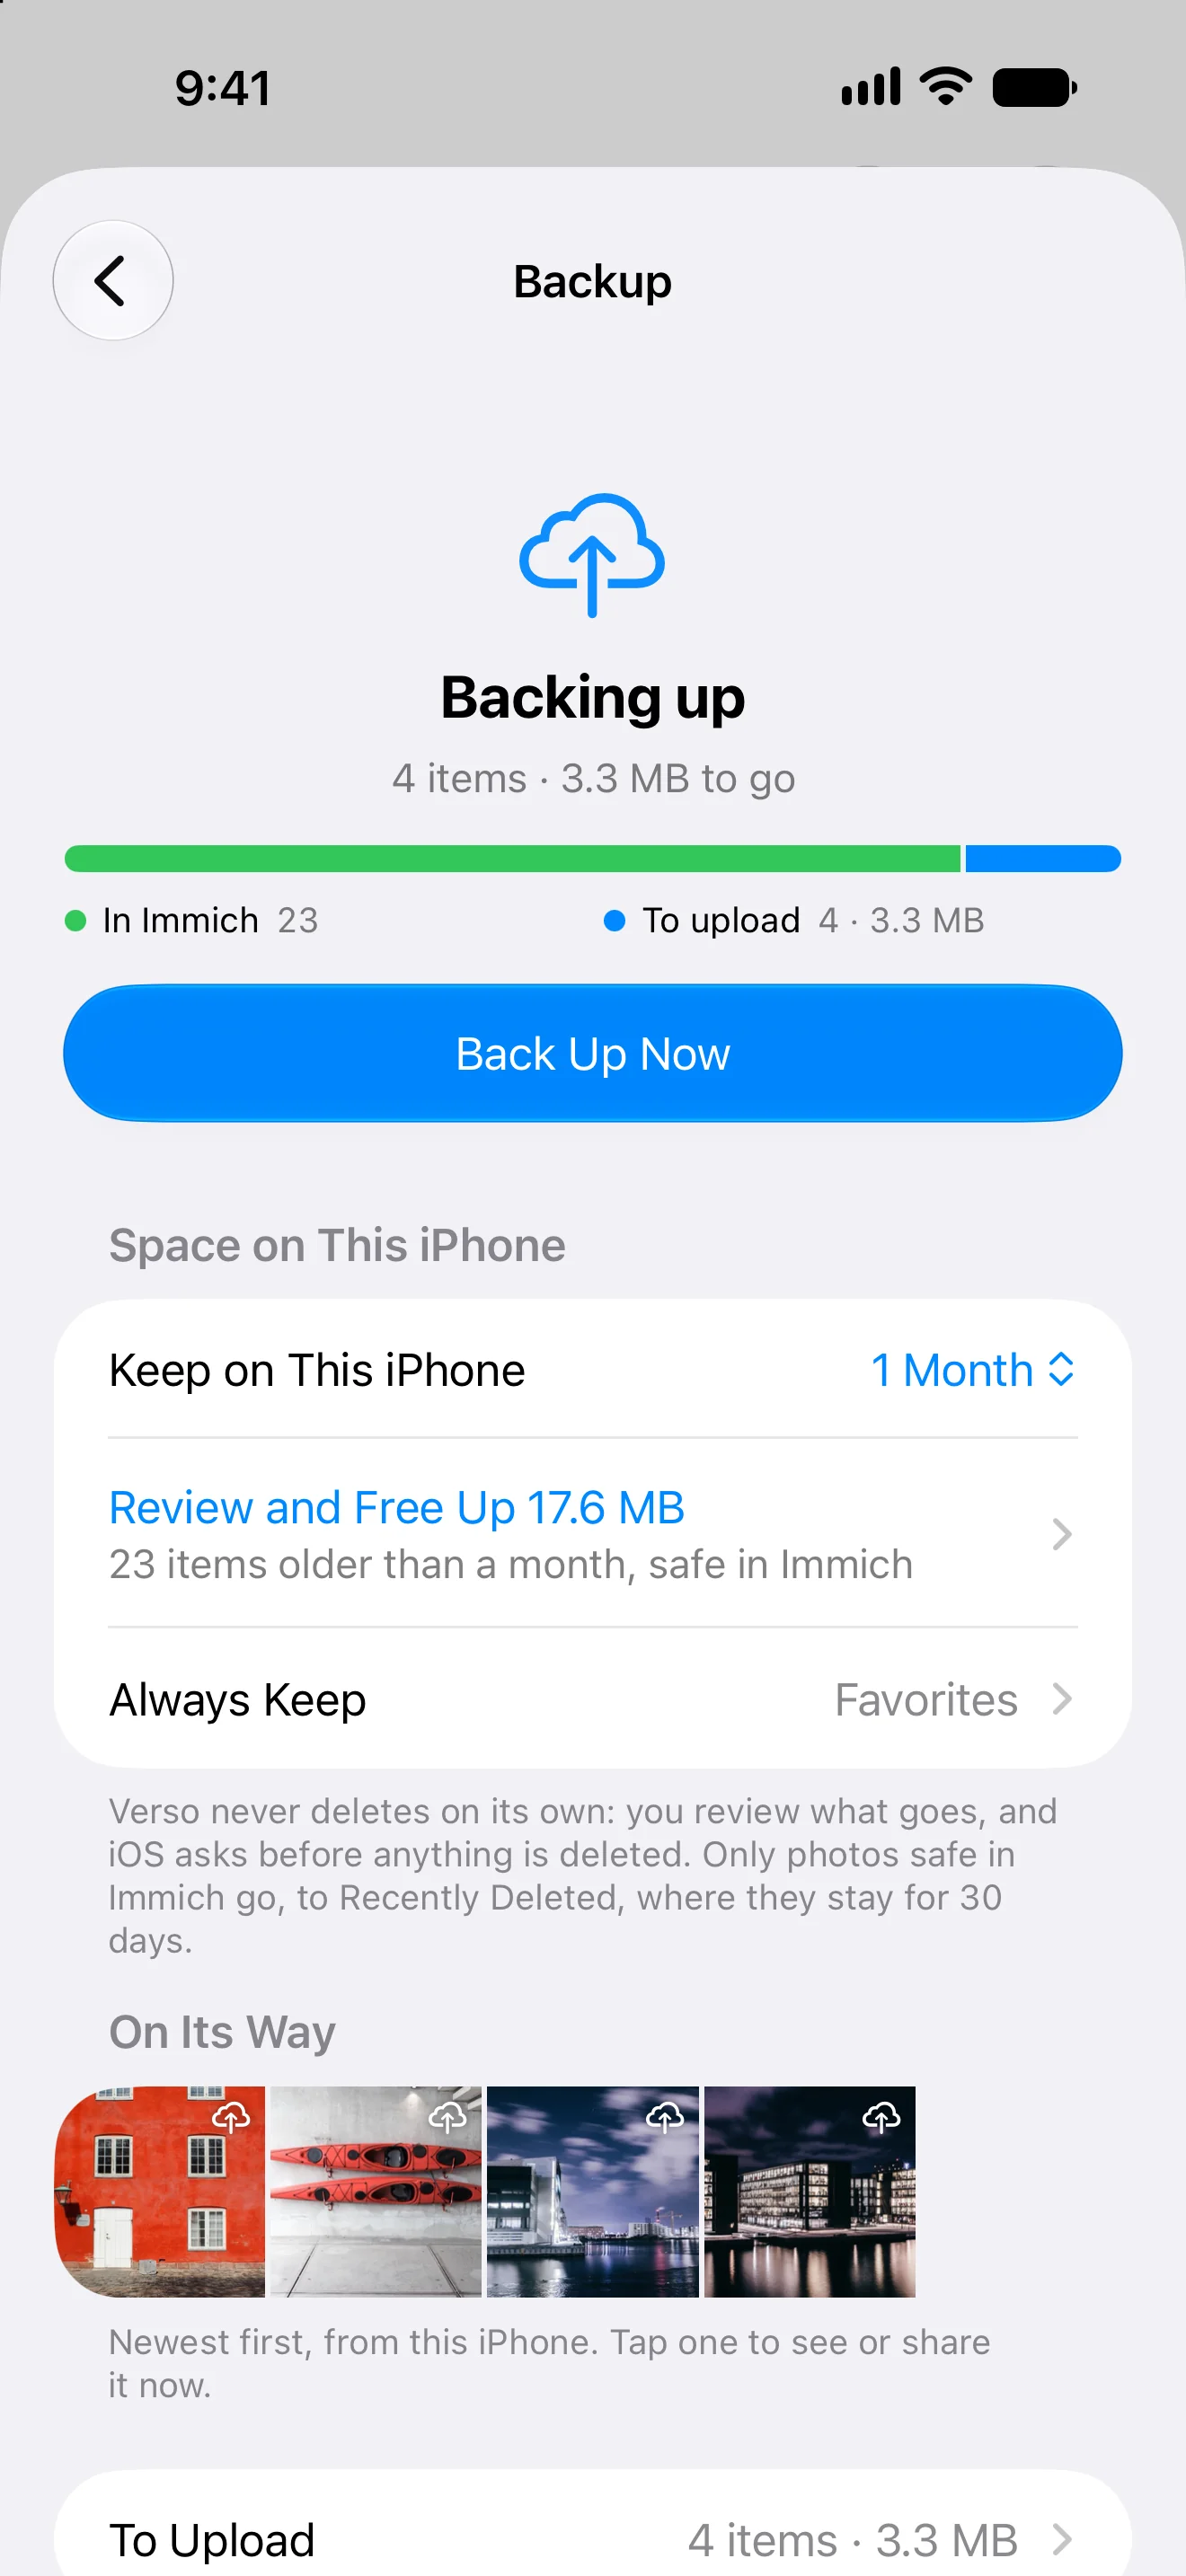 9:41
Backup
Backing up
4 items · 3.3 MB to go
In Immich 23
To upload 4 · 3.3 MB
Back Up Now
Space on This iPhone
Keep on This iPhone
1 Month
Review and Free Up 17.6 MB
23 items older than a month, safe in Immich
Always Keep
Favorites
Verso never deletes on its own: you review what goes, and
iOS asks before anything is deleted. Only photos safe in
Immich go, to Recently Deleted, where they stay for 30
days.
On Its Way
Newest first, from this iPhone. Tap one to see or share
it now.
To Upload
4 items · 3.3 MB